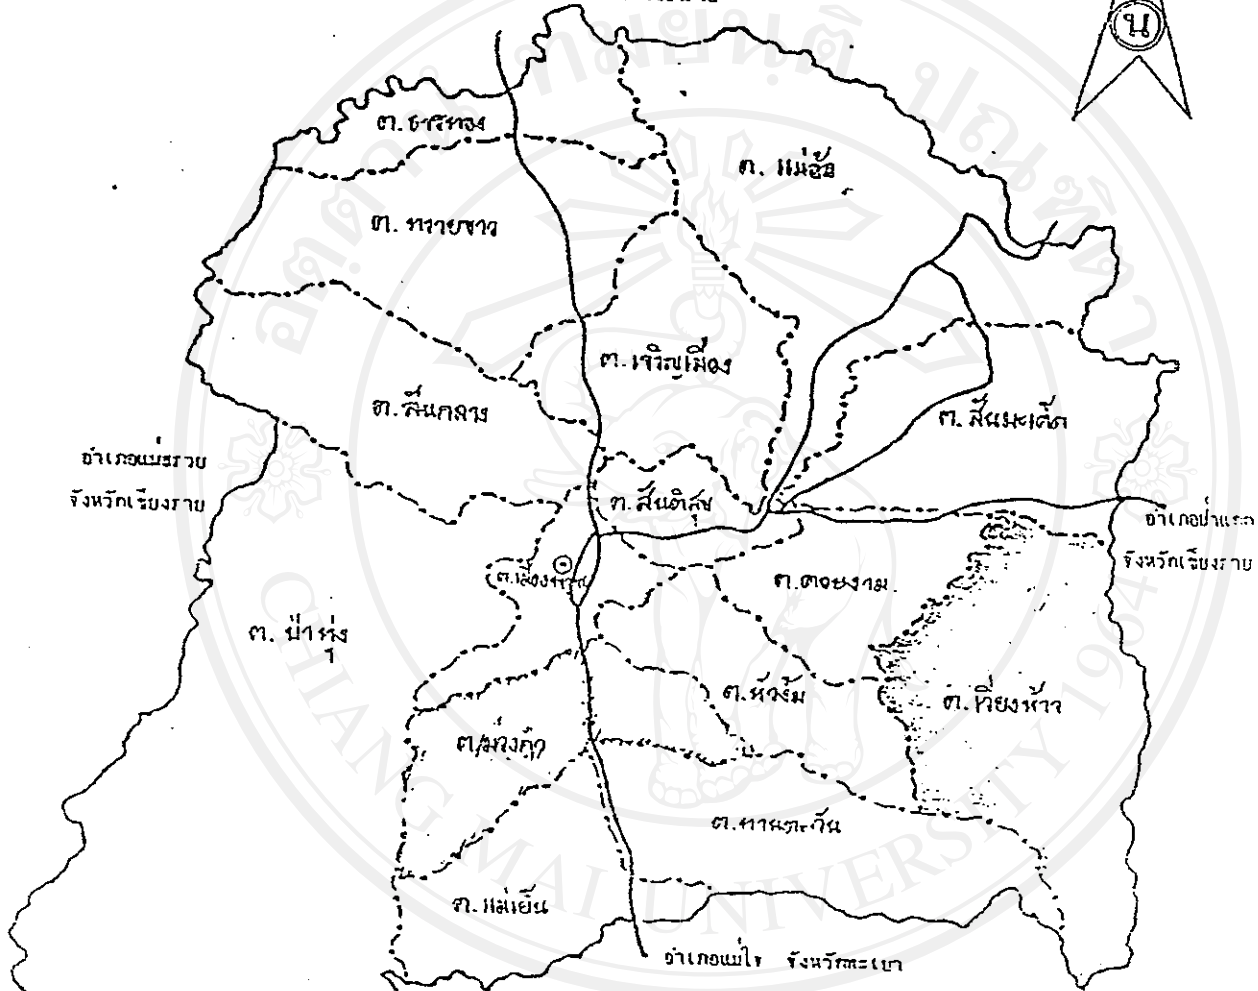 น
ต. ธารทอง
ต. แม่อ้อ
ต. ทรายขาว
ต. เจริญเมือง
ต. สันกลาง
ต. สันมะเค็ด
อำเภอแม่สรวย
จังหวัดเชียงราย
ต. สันติสุข
อำเภอป่าแดด
จังหวัดเชียงราย
ต. เมืองพาน
ต. ดอยงาม
ต. ป่าหุ่ง
ต. หัวง้ม
ต. เวียงห้าว
ต. ม่วงคำ
ต. ทานตะวัน
ต. แม่เย็น
อำเภอแม่ใจ จังหวัดพะเยา
CHIANG MAI UNIVERSITY 1964